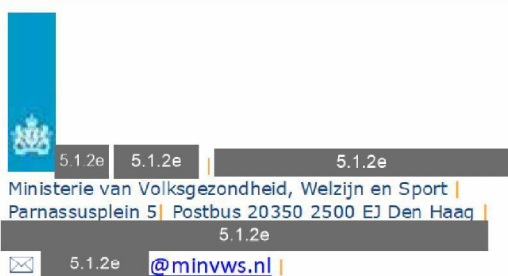 5.1.2e 5.1.2e | 5.1.2e
Ministerie van Volksgezondheid, Welzijn en Sport |
Parnassusplein 5| Postbus 20350 2500 EJ Den Haag |
5.1.2e
5.1.2e @minvws.nl |